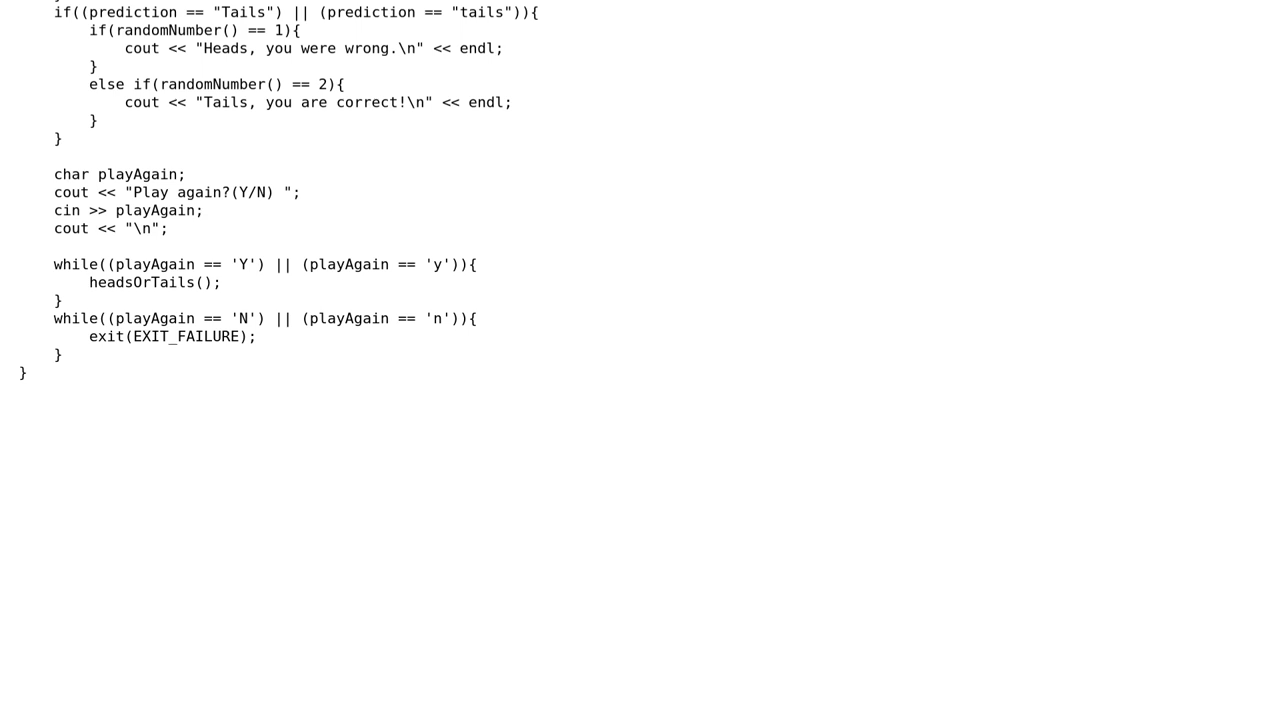 if((prediction == "Tails") || (prediction == "tails")){
if(randomNumber() == 1){
cout << "Heads, you were wrong.\n" << endl;
}
else if(randomNumber() == 2){
cout << "Tails, you are correct!\n" << endl;
}
}
char playAgain;
cout << "Play again?(Y/N) ";
cin >> playAgain;
cout << "\n";
while((playAgain == 'Y') || (playAgain == 'y')){
headsOrTails();
}
while((playAgain == 'N') || (playAgain == 'n')){
exit(EXIT_FAILURE);
}
}